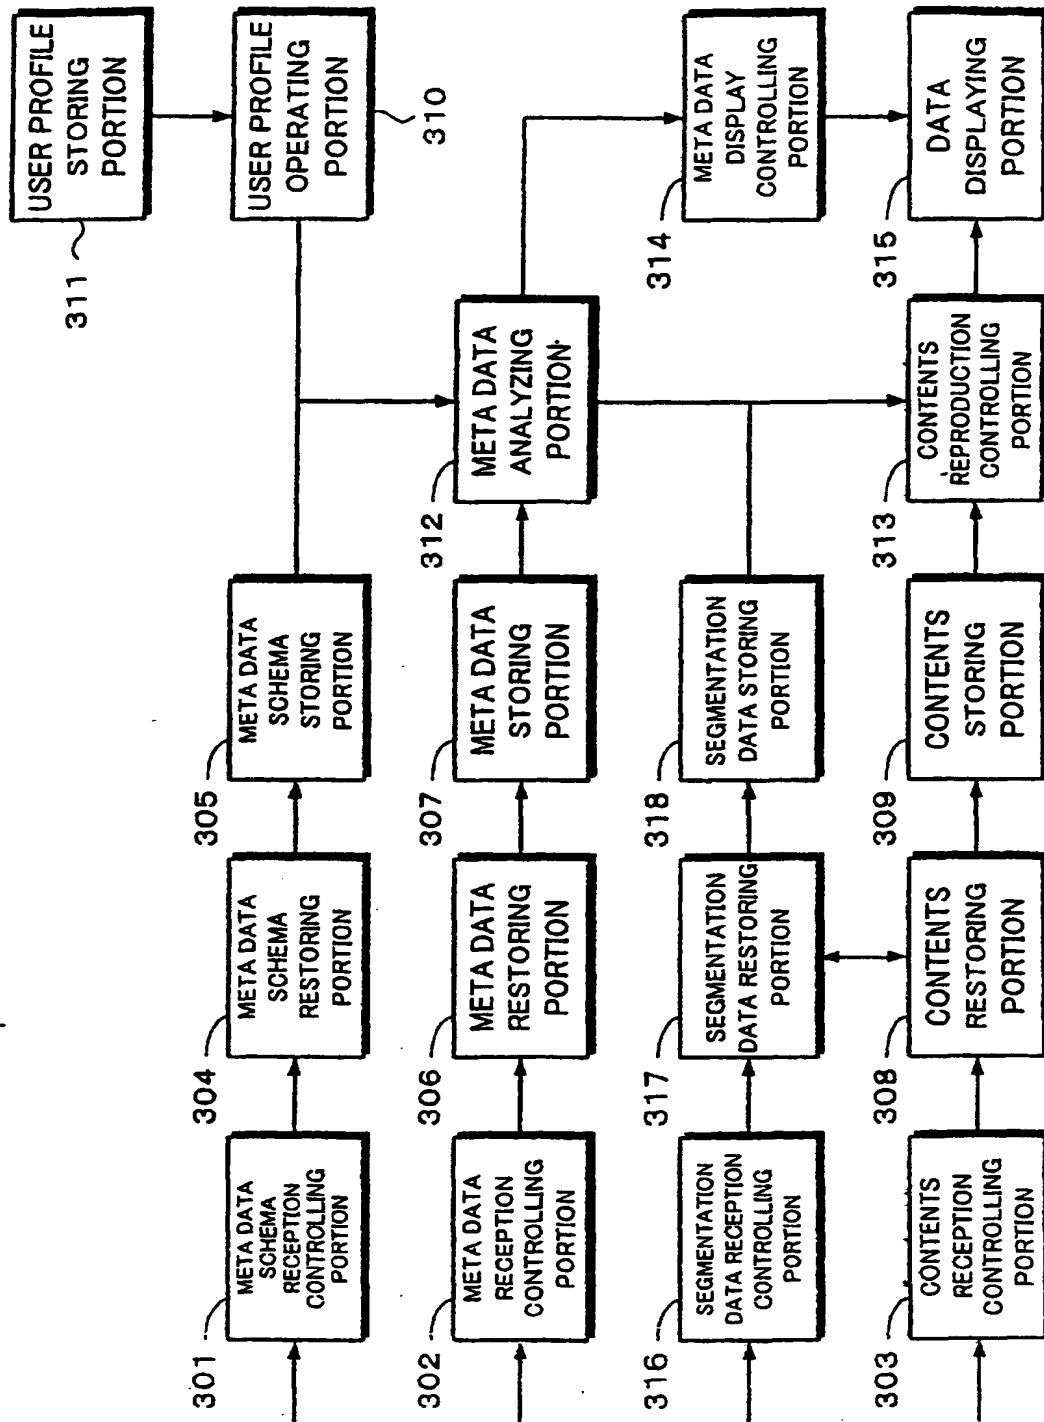 301
META DATA
SCHEMA
RECEPTION
CONTROLLING
PORTION
304
META DATA
SCHEMA
RESTORING
PORTION
305
META DATA
SCHEMA
STORING
PORTION
310
USER PROFILE
OPERATING
PORTION
311
USER PROFILE
STORING
PORTION
302
META DATA
RECEPTION
CONTROLLING
PORTION
306
META DATA
RESTORING
PORTION
307
META DATA
STORING
PORTION
312
META DATA
ANALYZING
PORTION
316
SEGMENTATION
DATA RECEPTION
CONTROLLING
PORTION
317
SEGMENTATION
DATA RESTORING
PORTION
318
SEGMENTATION
DATA STORING
PORTION
314
META DATA
DISPLAY
CONTROLLING
PORTION
303
CONTENTS
RECEPTION
CONTROLLING
PORTION
308
CONTENTS
RESTORING
PORTION
309
CONTENTS
STORING
PORTION
313
CONTENTS
REPRODUCTION
CONTROLLING
PORTION
315
DATA
DISPLAYING
PORTION